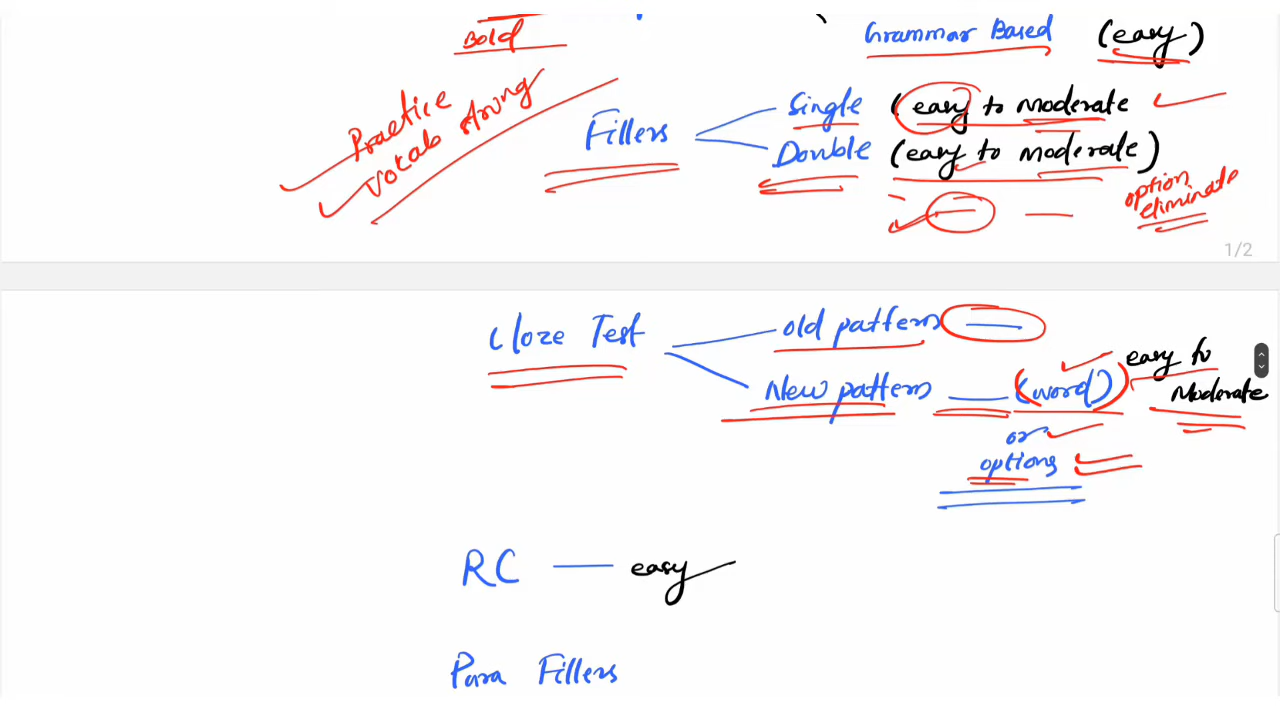 Bold
Grammar Based (easy)
Practice
Vocab strong
Fillers
Single (easy to moderate
Double (easy to moderate)
option
eliminate
1/2
Cloze Test
old pattern
New pattern (word)
easy to
Moderate
or
options
RC — easy
Para Fillers